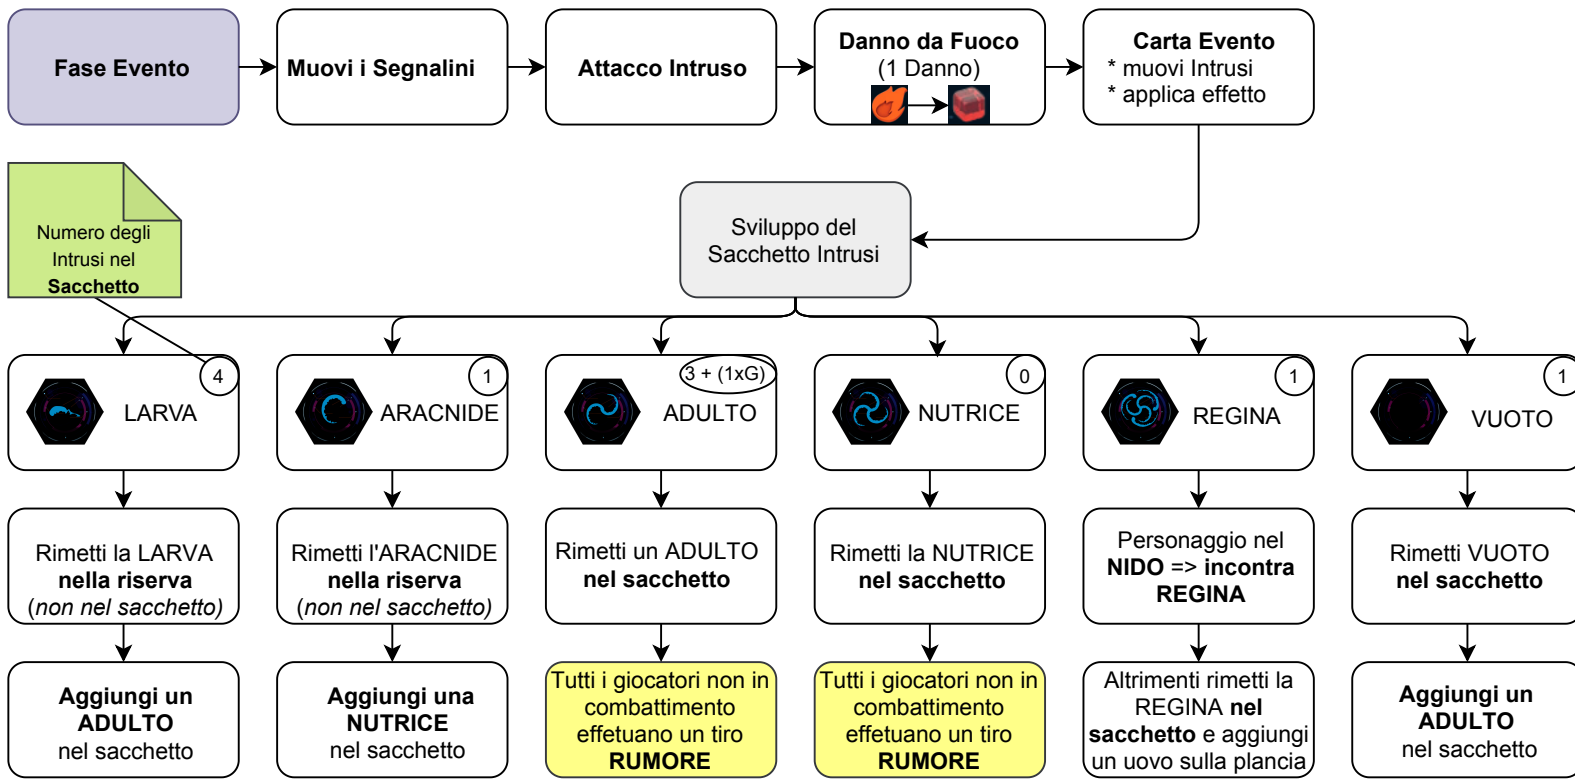 Fase Evento
Muovi i Segnalini
Attacco Intruso
Danno da Fuoco
(1 Danno)
Carta Evento
* muovi Intrusi
* applica effetto
Numero degli
Intrusi nel
Sacchetto
Sviluppo del
Sacchetto Intrusi
4
LARVA
1
ARACNIDE
3 + (1xG)
ADULTO
0
NUTRICE
1
REGINA
1
VUOTO
Rimetti la LARVA
nella riserva
(non nel sacchetto)
Rimetti l'ARACNIDE
nella riserva
(non nel sacchetto)
Rimetti un ADULTO
nel sacchetto
Rimetti la NUTRICE
nel sacchetto
Personaggio nel
NIDO => incontra
REGINA
Rimetti VUOTO
nel sacchetto
Aggiungi un
ADULTO
nel sacchetto
Aggiungi una
NUTRICE
nel sacchetto
Tutti i giocatori non in
combattimento
effetuano un tiro
RUMORE
Tutti i giocatori non in
combattimento
effetuano un tiro
RUMORE
Altrimenti rimetti la
REGINA nel
sacchetto e aggiungi
un uovo sulla plancia
Aggiungi un
ADULTO
nel sacchetto